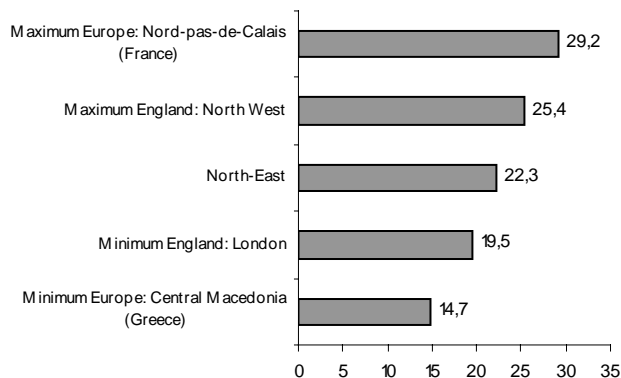 Maximum Europe: Nord-pas-de-Calais
(France)
29,2
Maximum England: North West
25,4
North-East
22,3
Minimum England: London
19,5
Minimum Europe: Central Macedonia
(Greece)
14,7
0 5 10 15 20 25 30 35